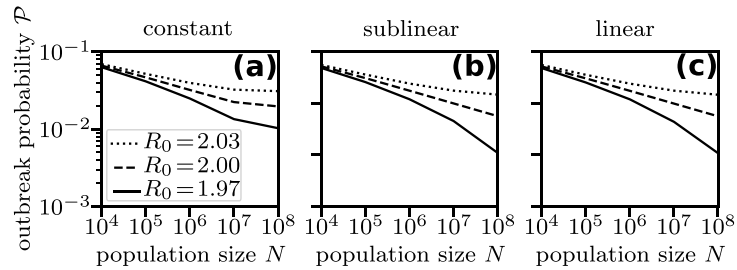 constant sublinear linear
outbreak probability 𝒫
10⁻¹
10⁻²
10⁻³
(a) (b) (c)
R₀ = 2.03
R₀ = 2.00
R₀ = 1.97
10⁴ 10⁵ 10⁶ 10⁷ 10⁸ 10⁴ 10⁵ 10⁶ 10⁷ 10⁸ 10⁴ 10⁵ 10⁶ 10⁷ 10⁸
population size N population size N population size N